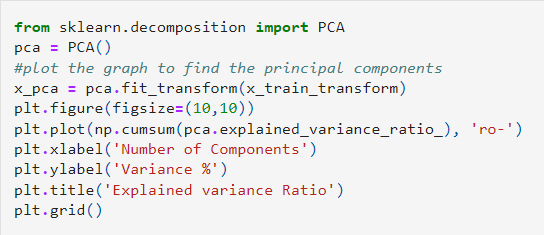 from sklearn.decomposition import PCA
pca = PCA()
#plot the graph to find the principal components
x_pca = pca.fit_transform(x_train_transform)
plt.figure(figsize=(10,10))
plt.plot(np.cumsum(pca.explained_variance_ratio_), 'ro-')
plt.xlabel('Number of Components')
plt.ylabel('Variance %')
plt.title('Explained variance Ratio')
plt.grid()